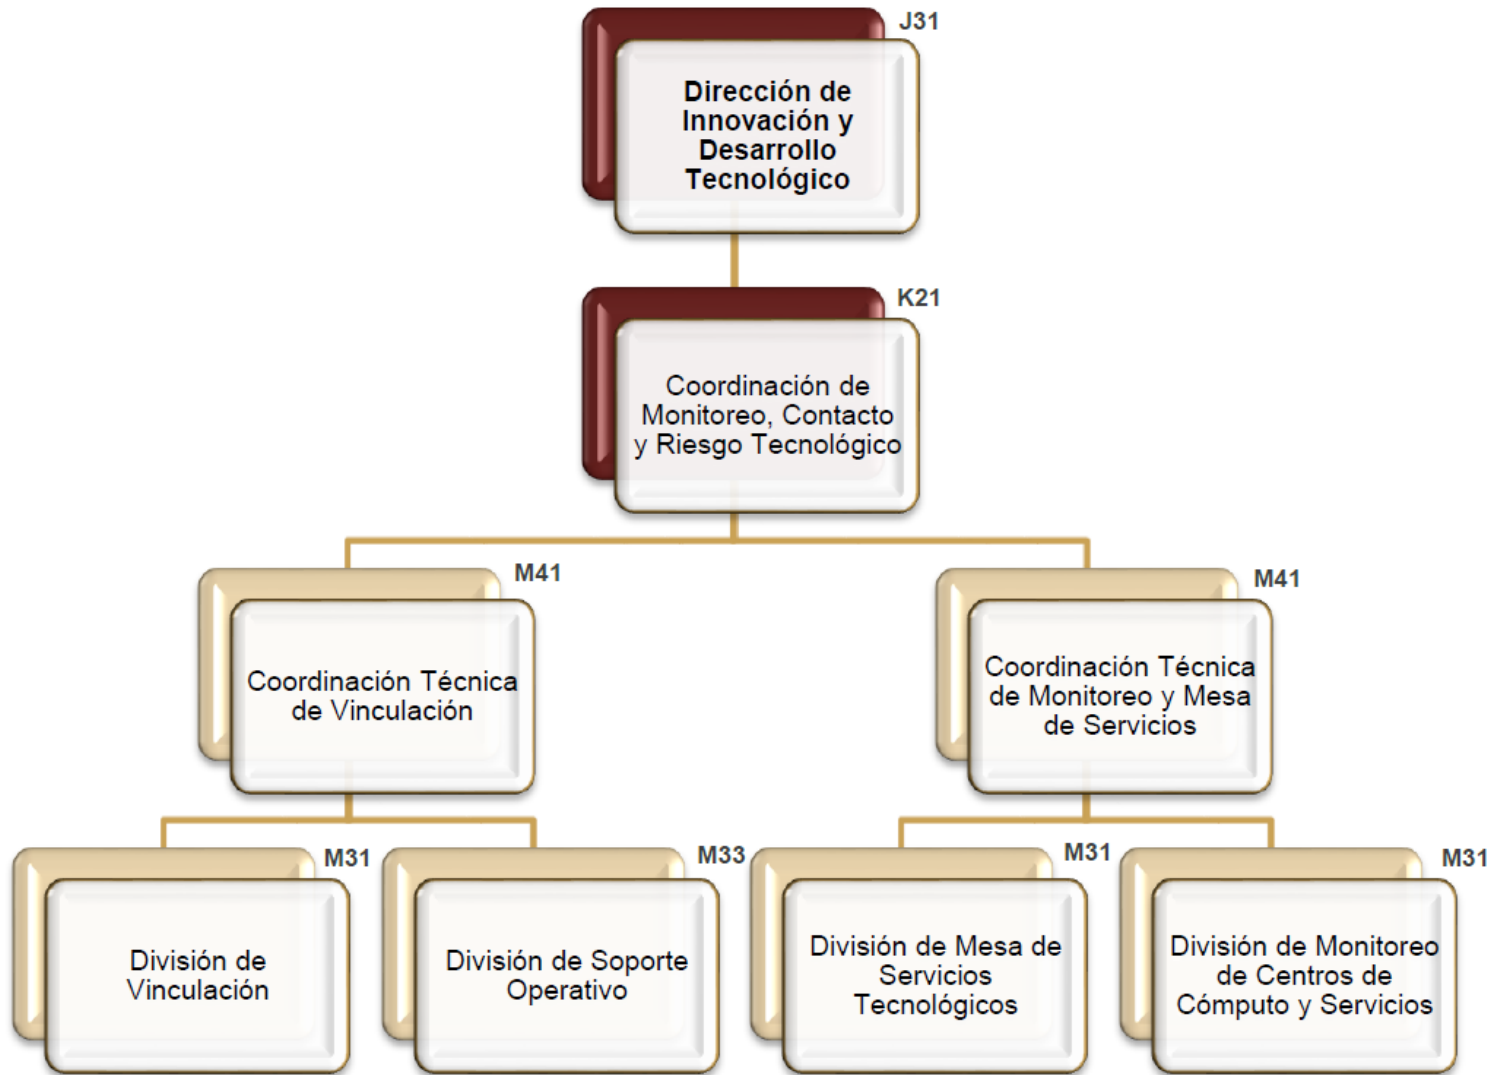 J31
Dirección de
Innovación y
Desarrollo
Tecnológico
K21
Coordinación de
Monitoreo, Contacto
y Riesgo Tecnológico
M41
Coordinación Técnica
de Vinculación
M41
Coordinación Técnica
de Monitoreo y Mesa
de Servicios
M31
División de
Vinculación
M33
División de Soporte
Operativo
M31
División de Mesa de
Servicios
Tecnológicos
M31
División de Monitoreo
de Centros de
Cómputo y Servicios